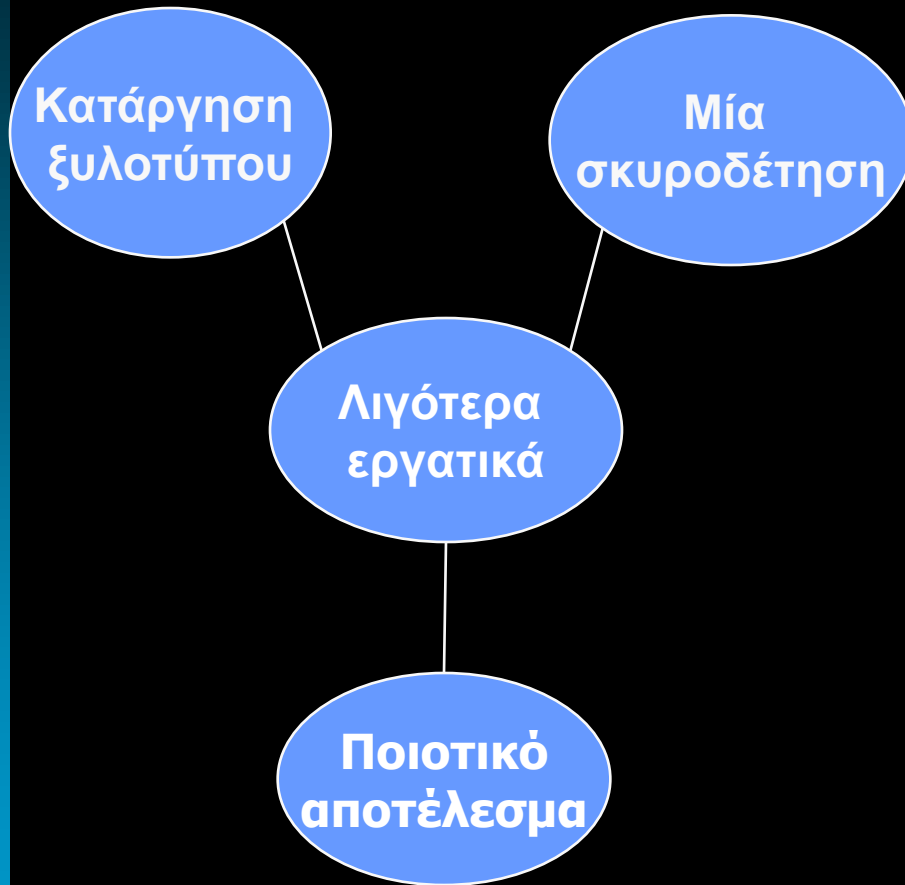 Κατάργηση
ξυλοτύπου
Μία
σκυροδέτηση
Λιγότερα
εργατικά
Ποιοτικό
αποτέλεσμα